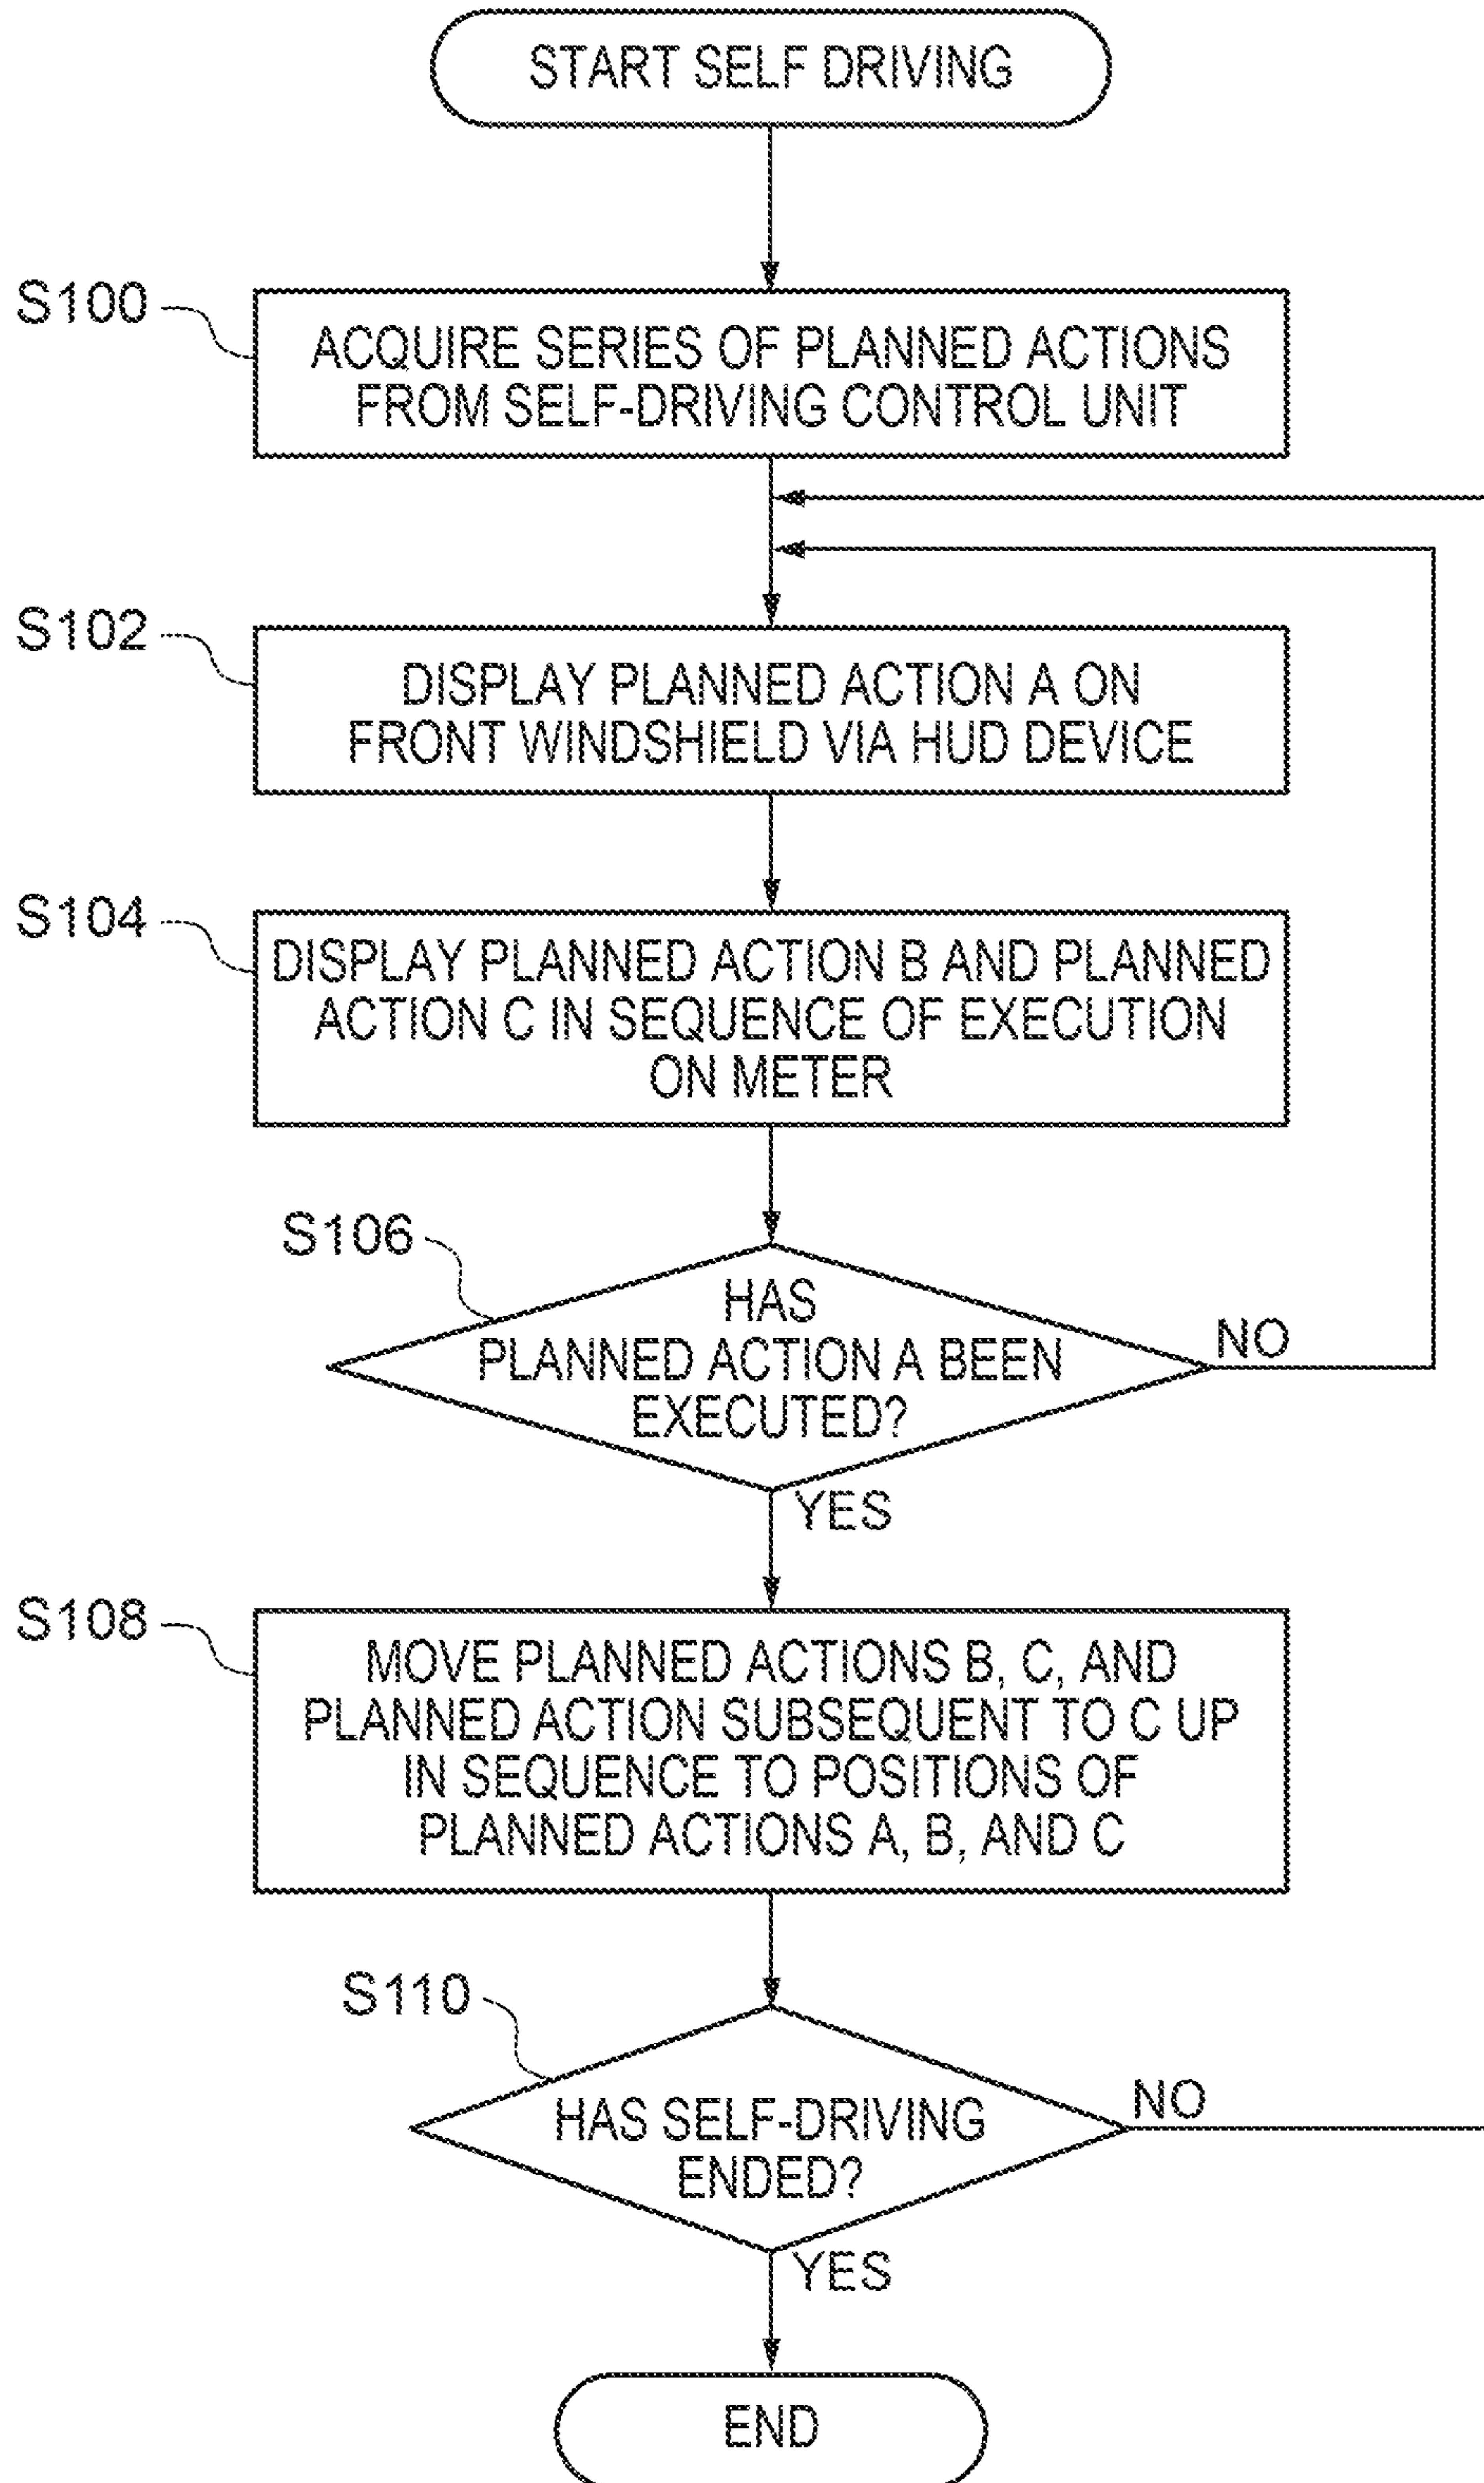 START SELF DRIVING
S100
ACQUIRE SERIES OF PLANNED ACTIONS
FROM SELF-DRIVING CONTROL UNIT
S102
DISPLAY PLANNED ACTION A ON
FRONT WINDSHIELD VIA HUD DEVICE
S104
DISPLAY PLANNED ACTION B AND PLANNED
ACTION C IN SEQUENCE OF EXECUTION
ON METER
S106
HAS
PLANNED ACTION A BEEN
EXECUTED?
NO
YES
S108
MOVE PLANNED ACTIONS B, C, AND
PLANNED ACTION SUBSEQUENT TO C UP
IN SEQUENCE TO POSITIONS OF
PLANNED ACTIONS A, B, AND C
S110
HAS SELF-DRIVING
ENDED?
NO
YES
END